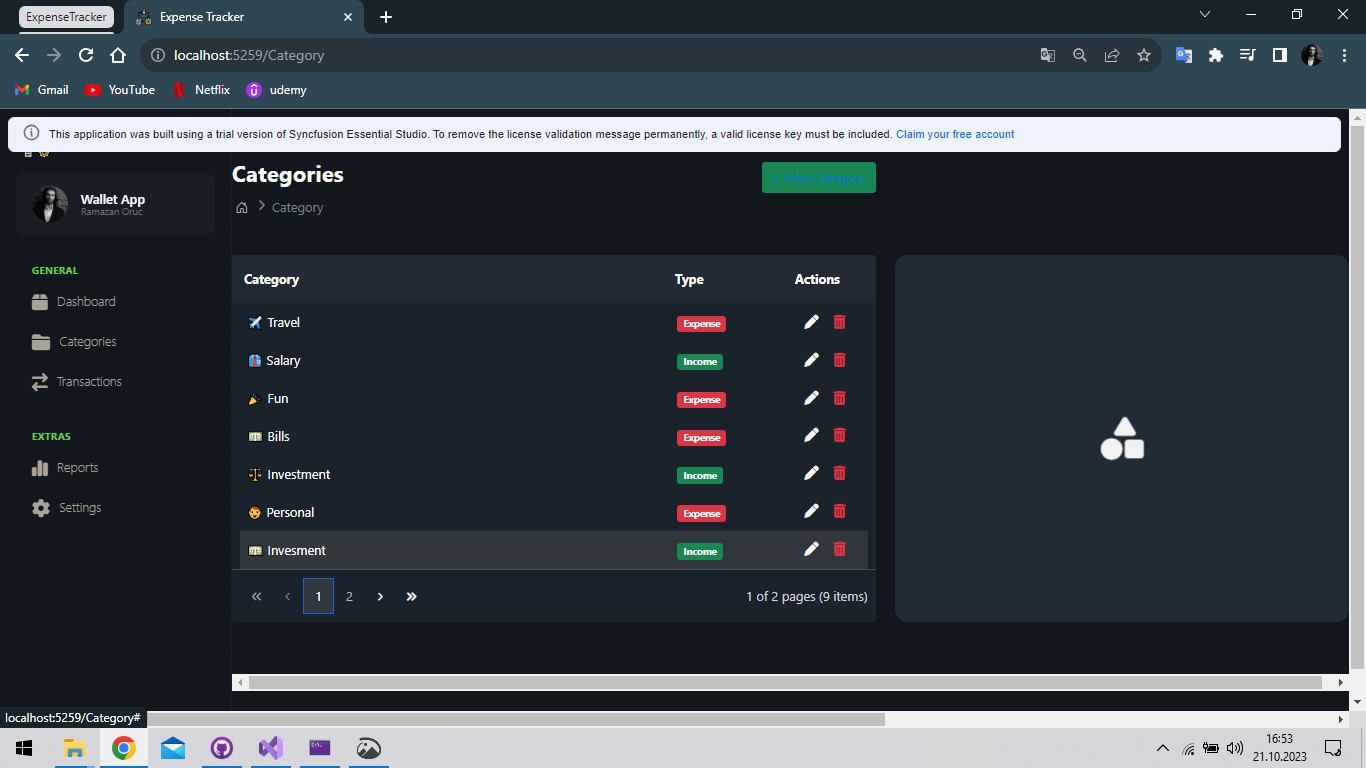 ExpenseTracker
Expense Tracker
localhost:5259/Category
Gmail
YouTube
Netflix
udemy
This application was built using a trial version of Syncfusion Essential Studio. To remove the license validation message permanently, a valid license key must be included. Claim your free account
Wallet App
Ramazan Oruc
GENERAL
Dashboard
Categories
Transactions
EXTRAS
Reports
Settings
Categories
+ New Category
Category
Category Type Actions
Travel Expense
Salary Income
Fun Expense
Bills Expense
Investment Income
Personal Expense
Invesment Income
« ‹ 1 2 › »
1 of 2 pages (9 items)
localhost:5259/Category#
16:53
21.10.2023